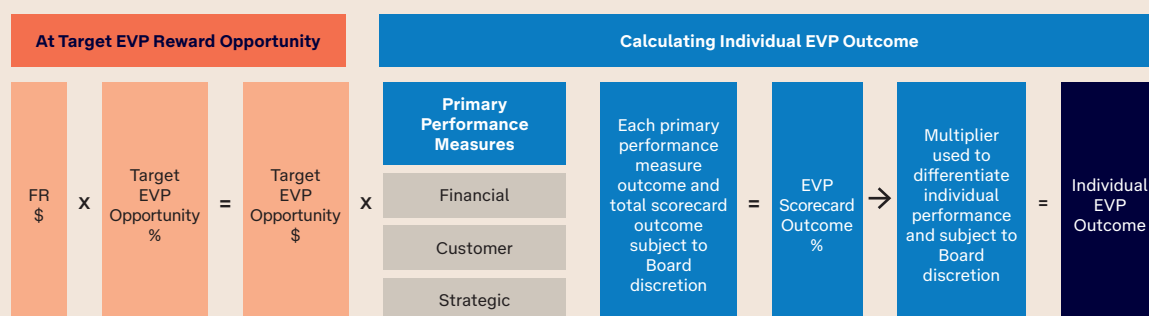 At Target EVP Reward Opportunity
Calculating Individual EVP Outcome
FR
$
X
Target
EVP
Opportunity
%
=
Target
EVP
Opportunity
$
X
Primary
Performance
Measures
Financial
Customer
Strategic
Each primary
performance
measure
outcome and
total scorecard
outcome
subject to
Board
discretion
=
EVP
Scorecard
Outcome
%
→
Multiplier
used to
differentiate
individual
performance
and subject to
Board
discretion
=
Individual
EVP
Outcome